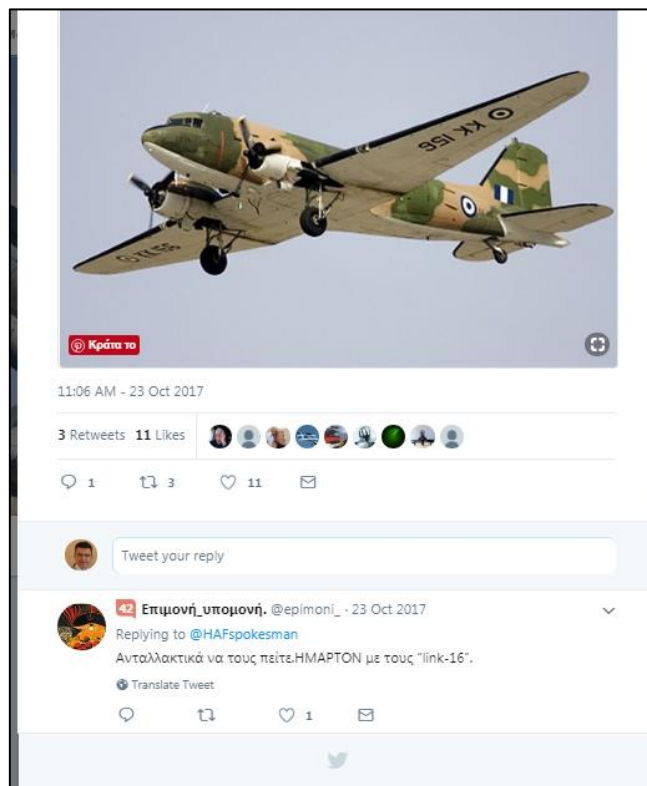 KK 156
KK 156
Κράτα το
11:06 AM - 23 Oct 2017
3 Retweets 11 Likes
1 3 11
Tweet your reply
42 Επιμονή_υπομονή. @epimoni_ · 23 Oct 2017
Replying to @HAFspokesman
Ανταλλακτικά να τους πείτε.ΗΜΑΡΤΟΝ με τους "link-16".
Translate Tweet
1